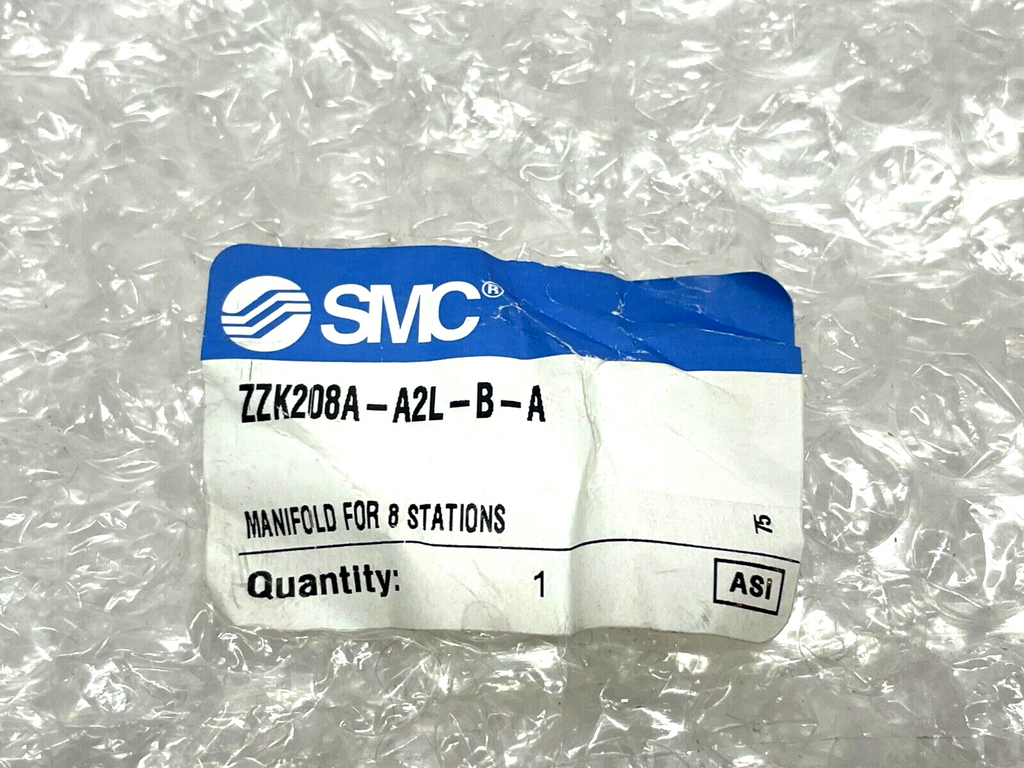 SMC®
ZZK208A-A2L-B-A
MANIFOLD FOR 8 STATIONS
75
Quantity: 1
ASi